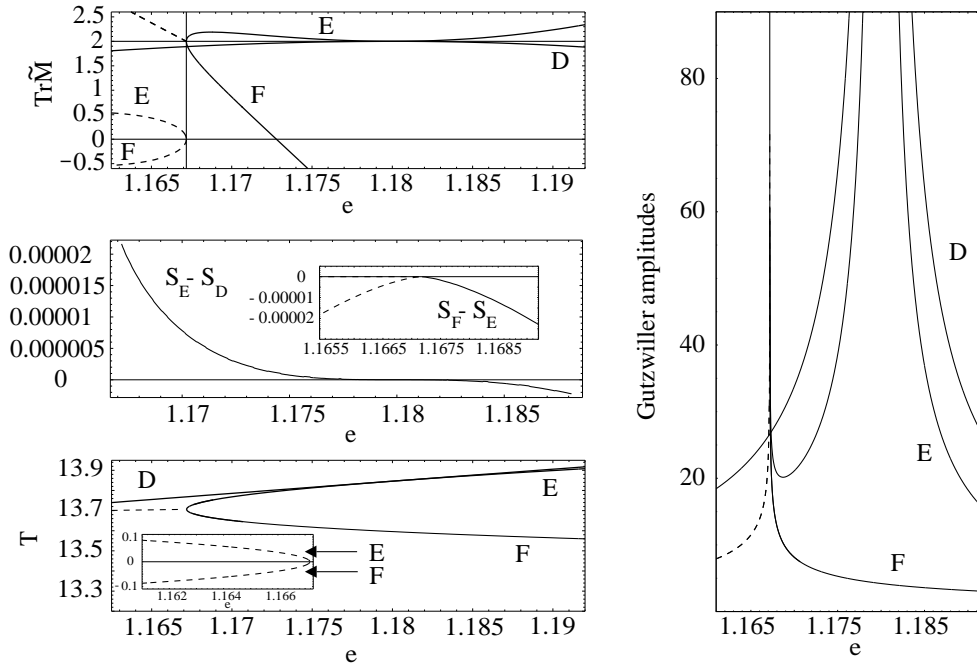 2.5
2
1.5
1
0.5
0
−0.5
TrM̃
E
D
F
E
F
1.165 1.17 1.175 1.18 1.185 1.19
e
0.00002
0.000015
0.00001
0.000005
0
S_E - S_D
0
- 0.00001
- 0.00002
S_F - S_E
1.1655 1.1665 1.1675 1.1685
1.17 1.175 1.18 1.185
e
13.9
13.7
13.5
13.3
T
D
E
F
0.1
0
-0.1
E
F
1.162 1.164 1.166
e
1.165 1.17 1.175 1.18 1.185 1.19
e
80
60
40
20
Gutzwiller amplitudes
D
E
F
1.165 1.175 1.185
e